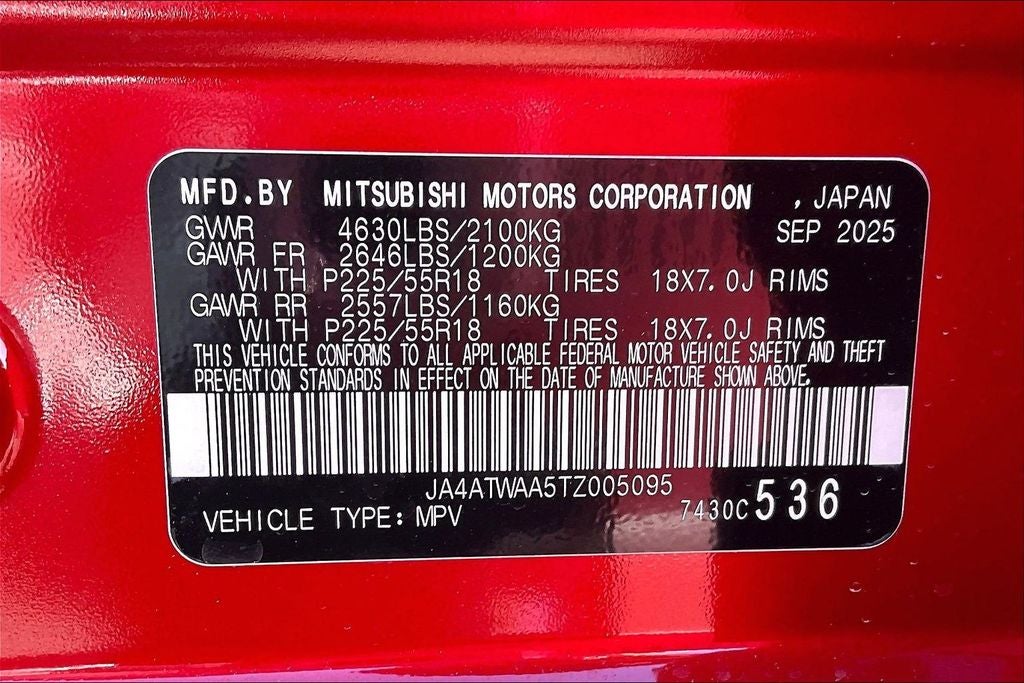 MFD.BY MITSUBISHI MOTORS CORPORATION , JAPAN
GWWR 4630LBS/2100KG SEP 2025
GAWR FR 2646LBS/1200KG
WITH P225/55R18 TIRES 18X7.0J RIMS
GAWR RR 2557LBS/1160KG
WITH P225/55R18 TIRES 18X7.0J RIMS
THIS VEHICLE CONFORMS TO ALL APPLICABLE FEDERAL MOTOR VEHICLE SAFETY AND THEFT
PREVENTION STANDARDS IN EFFECT ON THE DATE OF MANUFACTURE SHOWN ABOVE.
JA4ATWAA5TZ005095
VEHICLE TYPE: MPV 7430C 536